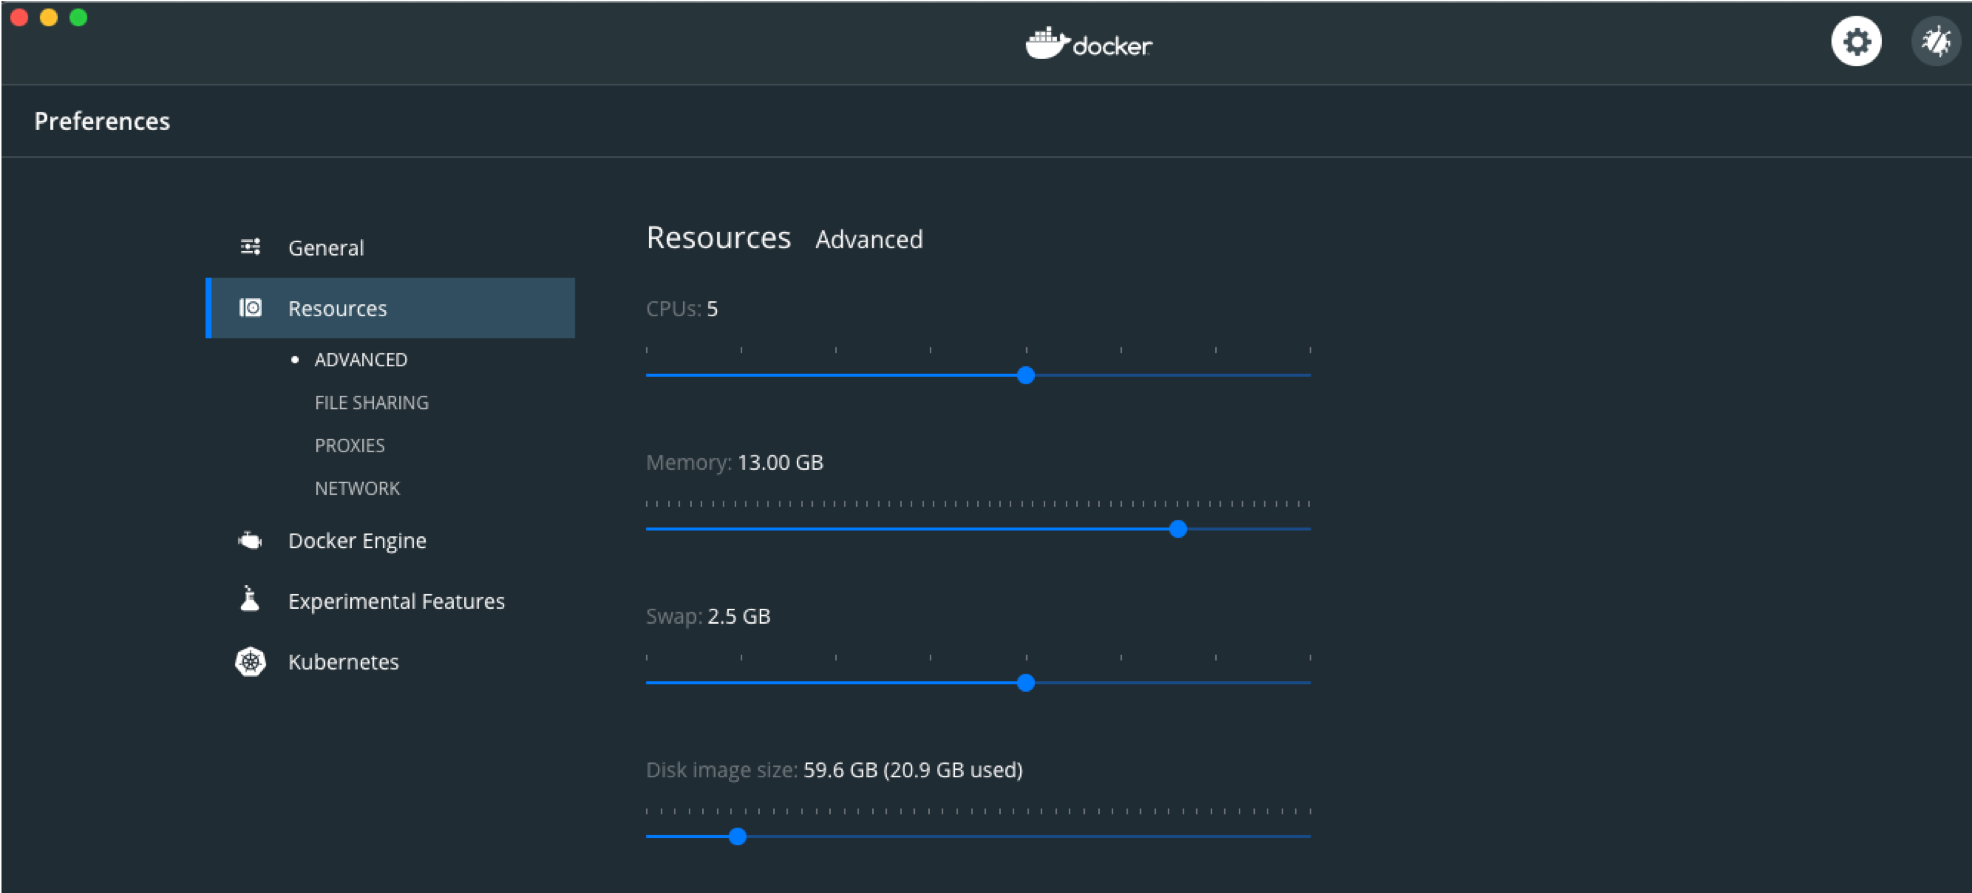 docker
Preferences
General
Resources
ADVANCED
FILE SHARING
PROXIES
NETWORK
Docker Engine
Experimental Features
Kubernetes
Resources Advanced
CPUs: 5
Memory: 13.00 GB
Swap: 2.5 GB
Disk image size: 59.6 GB (20.9 GB used)